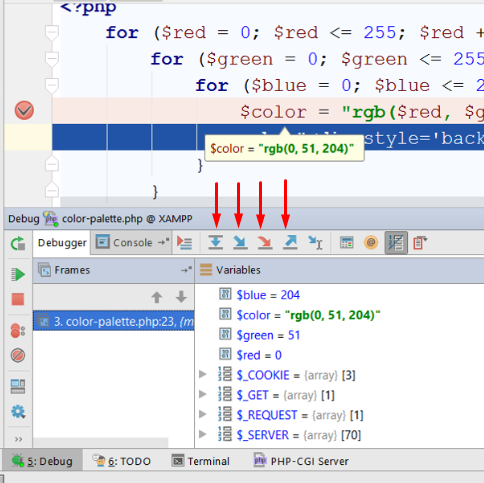 <?php
for ($red = 0; $red <= 255; $red +
for ($green = 0; $green <= 255
for ($blue = 0; $blue <= 2
$color = "rgb($red, $g
style='back
$color = "rgb(0, 51, 204)"
}
}
Debug color-palette.php @ XAMPP
Debugger Console
Frames Variables
3. color-palette.php:23, {m
$blue = 204
$color = "rgb(0, 51, 204)"
$green = 51
$red = 0
$_COOKIE = {array} [3]
$_GET = {array} [1]
$_REQUEST = {array} [1]
$_SERVER = {array} [70]
5: Debug 6: TODO Terminal PHP-CGI Server